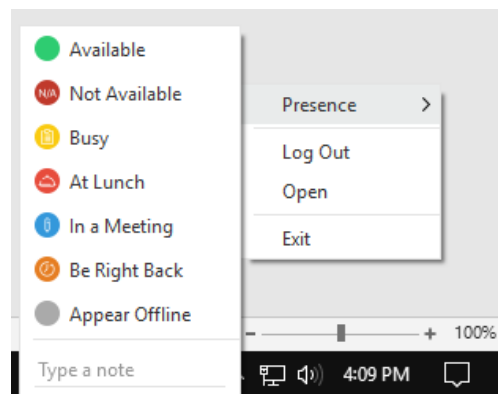 Available
N/A Not Available
Busy
At Lunch
In a Meeting
Be Right Back
Appear Offline
Type a note
Presence
Log Out
Open
Exit
100%
4:09 PM